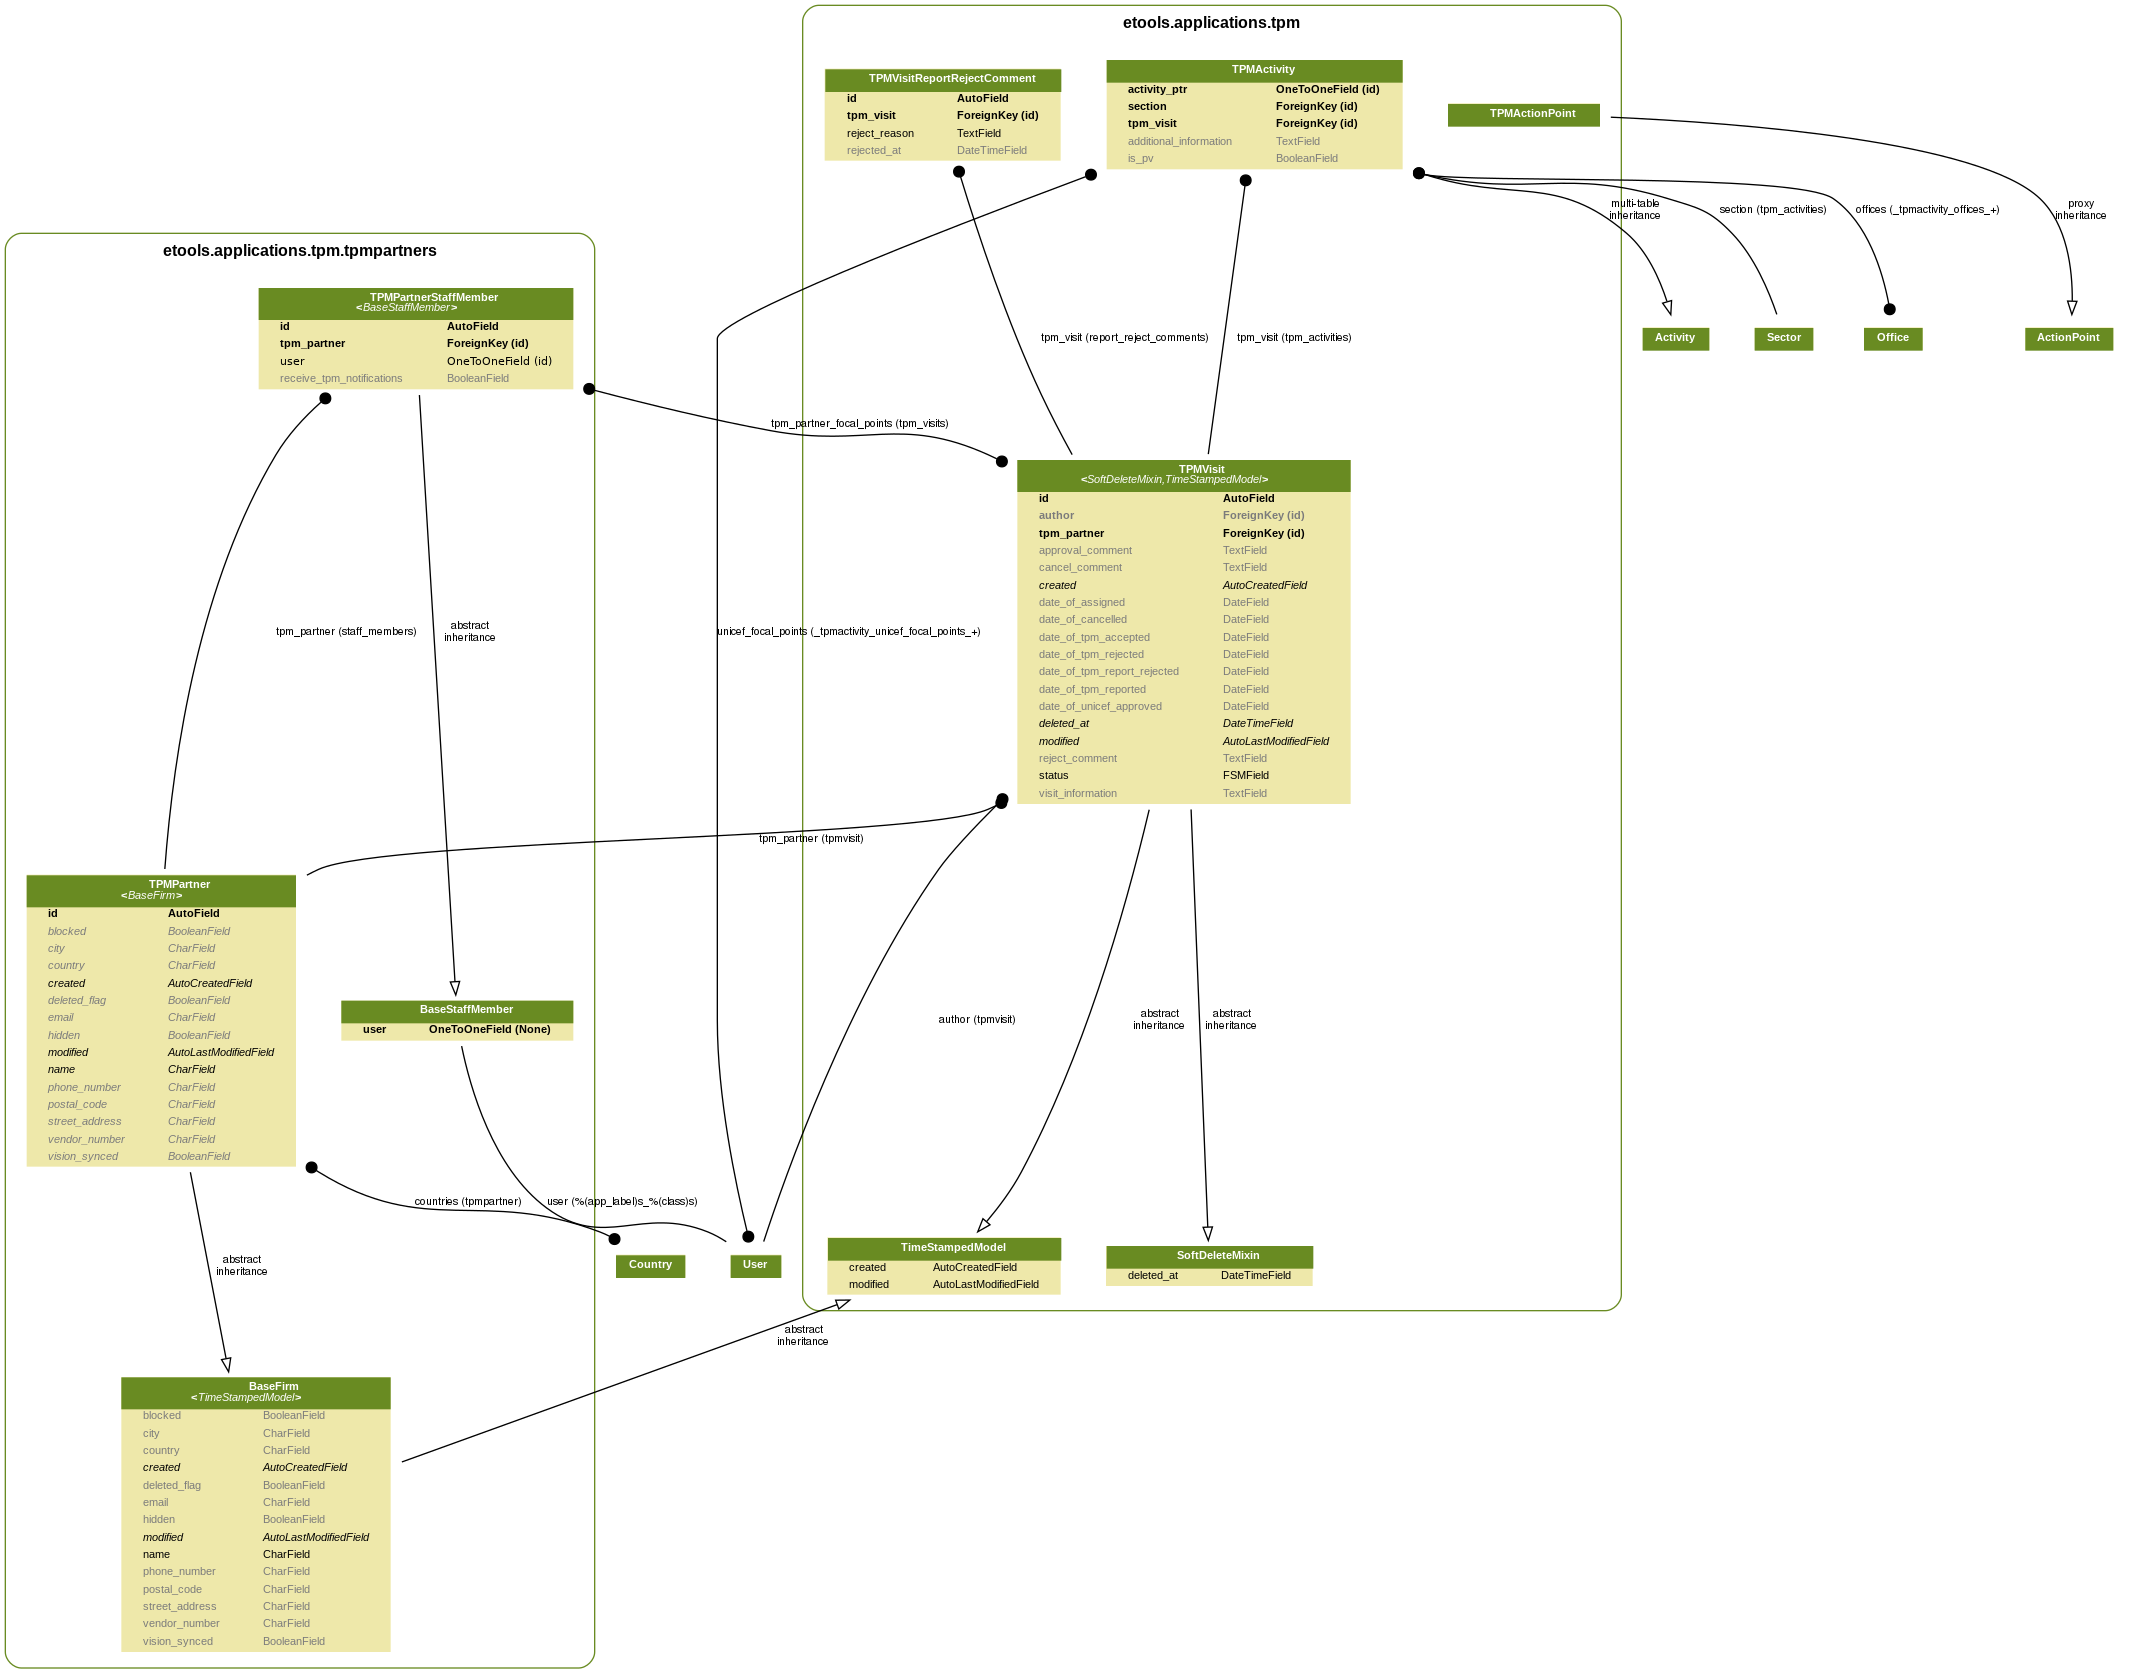 etools.applications.tpm
TPMVisitReportRejectComment
id AutoField
tpm_visit ForeignKey (id)
reject_reason TextField
rejected_at DateTimeField
TPMActivity
activity_ptr OneToOneField (id)
section ForeignKey (id)
tpm_visit ForeignKey (id)
additional_information TextField
is_pv BooleanField
TPMActionPoint
multi-table
inheritance
section (tpm_activities)
offices (_tpmactivity_offices_+)
proxy
inheritance
Activity
Sector
Office
ActionPoint
etools.applications.tpm.tpmpartners
TPMPartnerStaffMember
<BaseStaffMember>
id AutoField
tpm_partner ForeignKey (id)
user OneToOneField (id)
receive_tpm_notifications BooleanField
tpm_visit (report_reject_comments)
tpm_visit (tpm_activities)
tpm_partner_focal_points (tpm_visits)
TPMVisit
<SoftDeleteMixin,TimeStampedModel>
id AutoField
author ForeignKey (id)
tpm_partner ForeignKey (id)
approval_comment TextField
cancel_comment TextField
created AutoCreatedField
date_of_assigned DateField
date_of_cancelled DateField
date_of_tpm_accepted DateField
date_of_tpm_rejected DateField
date_of_tpm_report_rejected DateField
date_of_tpm_reported DateField
date_of_unicef_approved DateField
deleted_at DateTimeField
modified AutoLastModifiedField
reject_comment TextField
status FSMField
visit_information TextField
tpm_partner (staff_members)
abstract
inheritance
unicef_focal_points (_tpmactivity_unicef_focal_points_+)
tpm_partner (tpmvisit)
TPMPartner
<BaseFirm>
id AutoField
blocked BooleanField
city CharField
country CharField
created AutoCreatedField
deleted_flag BooleanField
email CharField
hidden BooleanField
modified AutoLastModifiedField
name CharField
phone_number CharField
postal_code CharField
street_address CharField
vendor_number CharField
vision_synced BooleanField
BaseStaffMember
user OneToOneField (None)
author (tpmvisit)
abstract
inheritance
abstract
inheritance
countries (tpmpartner)
user (%(app_label)s_%(class)s)
abstract
inheritance
Country
User
TimeStampedModel
created AutoCreatedField
modified AutoLastModifiedField
SoftDeleteMixin
deleted_at DateTimeField
abstract
inheritance
BaseFirm
<TimeStampedModel>
blocked BooleanField
city CharField
country CharField
created AutoCreatedField
deleted_flag BooleanField
email CharField
hidden BooleanField
modified AutoLastModifiedField
name CharField
phone_number CharField
postal_code CharField
street_address CharField
vendor_number CharField
vision_synced BooleanField